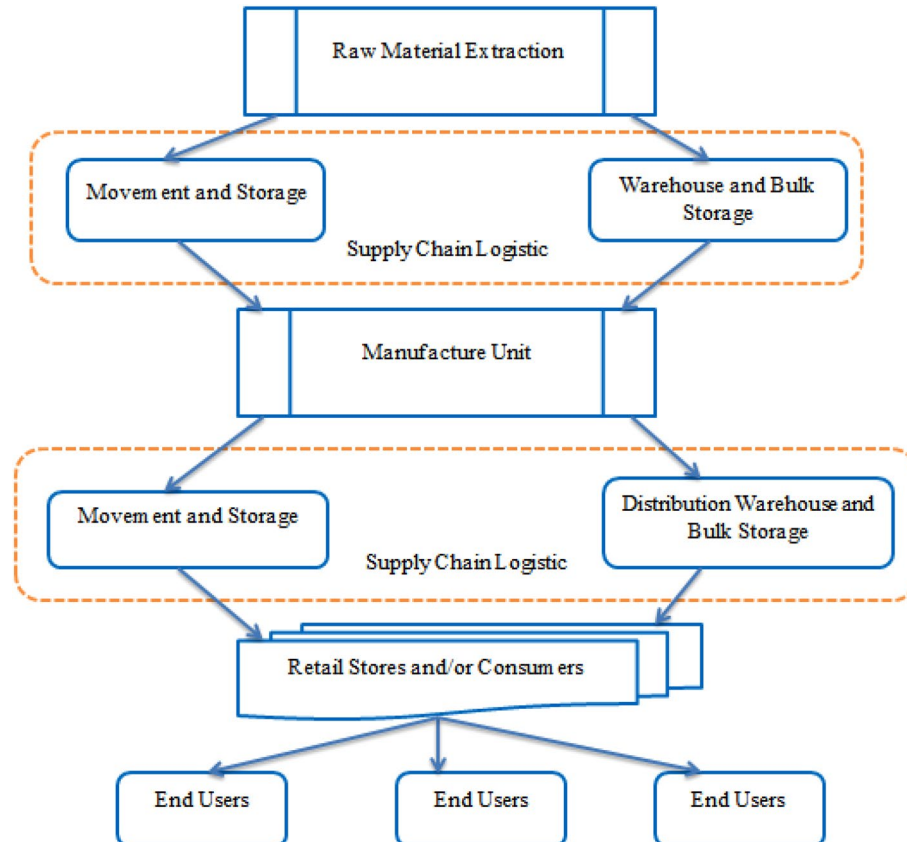 Raw Material Extraction
Movement and Storage
Warehouse and Bulk
Storage
Supply Chain Logistic
Manufacture Unit
Movement and Storage
Distribution Warehouse and
Bulk Storage
Supply Chain Logistic
Retail Stores and/or Consumers
End Users
End Users
End Users